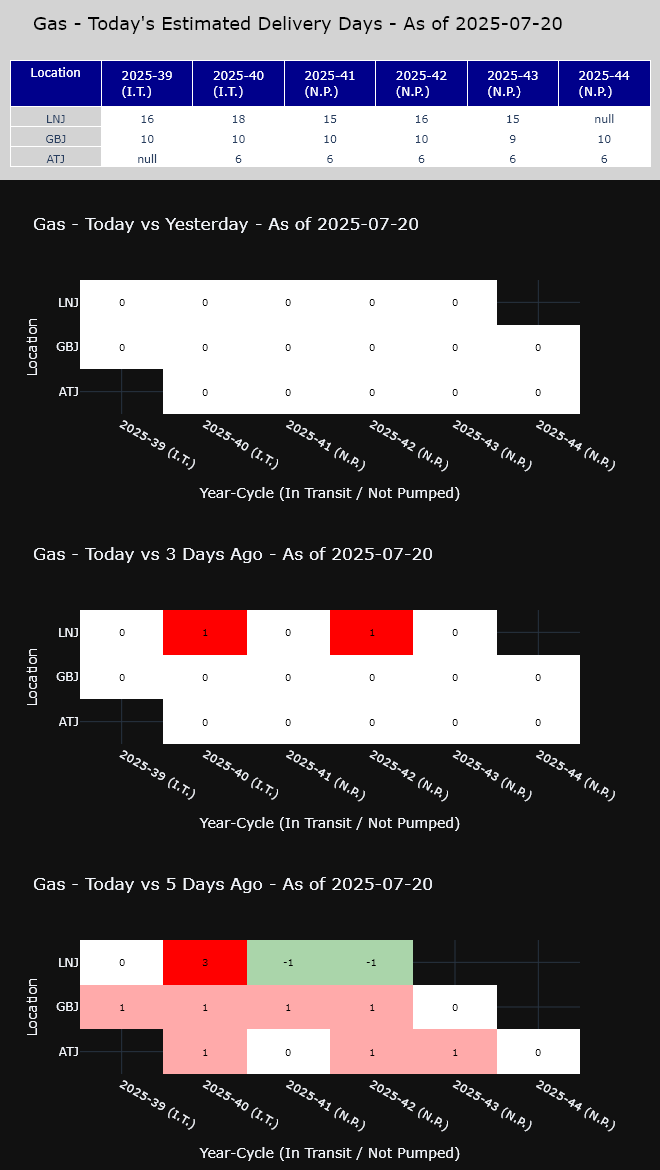 Gas - Today's Estimated Delivery Days - As of 2025-07-20
Location 2025-39 (I.T.) 2025-40 (I.T.) 2025-41 (N.P.) 2025-42 (N.P.) 2025-43 (N.P.) 2025-44 (N.P.)
LNJ 16 18 15 16 15 null
GBJ 10 10 10 10 9 10
ATJ null 6 6 6 6 6
Gas - Today vs Yesterday - As of 2025-07-20
Location
LNJ 0 0 0 0 0
GBJ 0 0 0 0 0 0
ATJ 0 0 0 0 0
2025-39 (I.T.) 2025-40 (I.T.) 2025-41 (N.P.) 2025-42 (N.P.) 2025-43 (N.P.) 2025-44 (N.P.)
Year-Cycle (In Transit / Not Pumped)
Gas - Today vs 3 Days Ago - As of 2025-07-20
Location
LNJ 0 1 0 1 0
GBJ 0 0 0 0 0 0
ATJ 0 0 0 0 0
2025-39 (I.T.) 2025-40 (I.T.) 2025-41 (N.P.) 2025-42 (N.P.) 2025-43 (N.P.) 2025-44 (N.P.)
Year-Cycle (In Transit / Not Pumped)
Gas - Today vs 5 Days Ago - As of 2025-07-20
Location
LNJ 0 3 -1 -1
GBJ 1 1 1 1 0
ATJ 1 0 1 1 0
2025-39 (I.T.) 2025-40 (I.T.) 2025-41 (N.P.) 2025-42 (N.P.) 2025-43 (N.P.) 2025-44 (N.P.)
Year-Cycle (In Transit / Not Pumped)